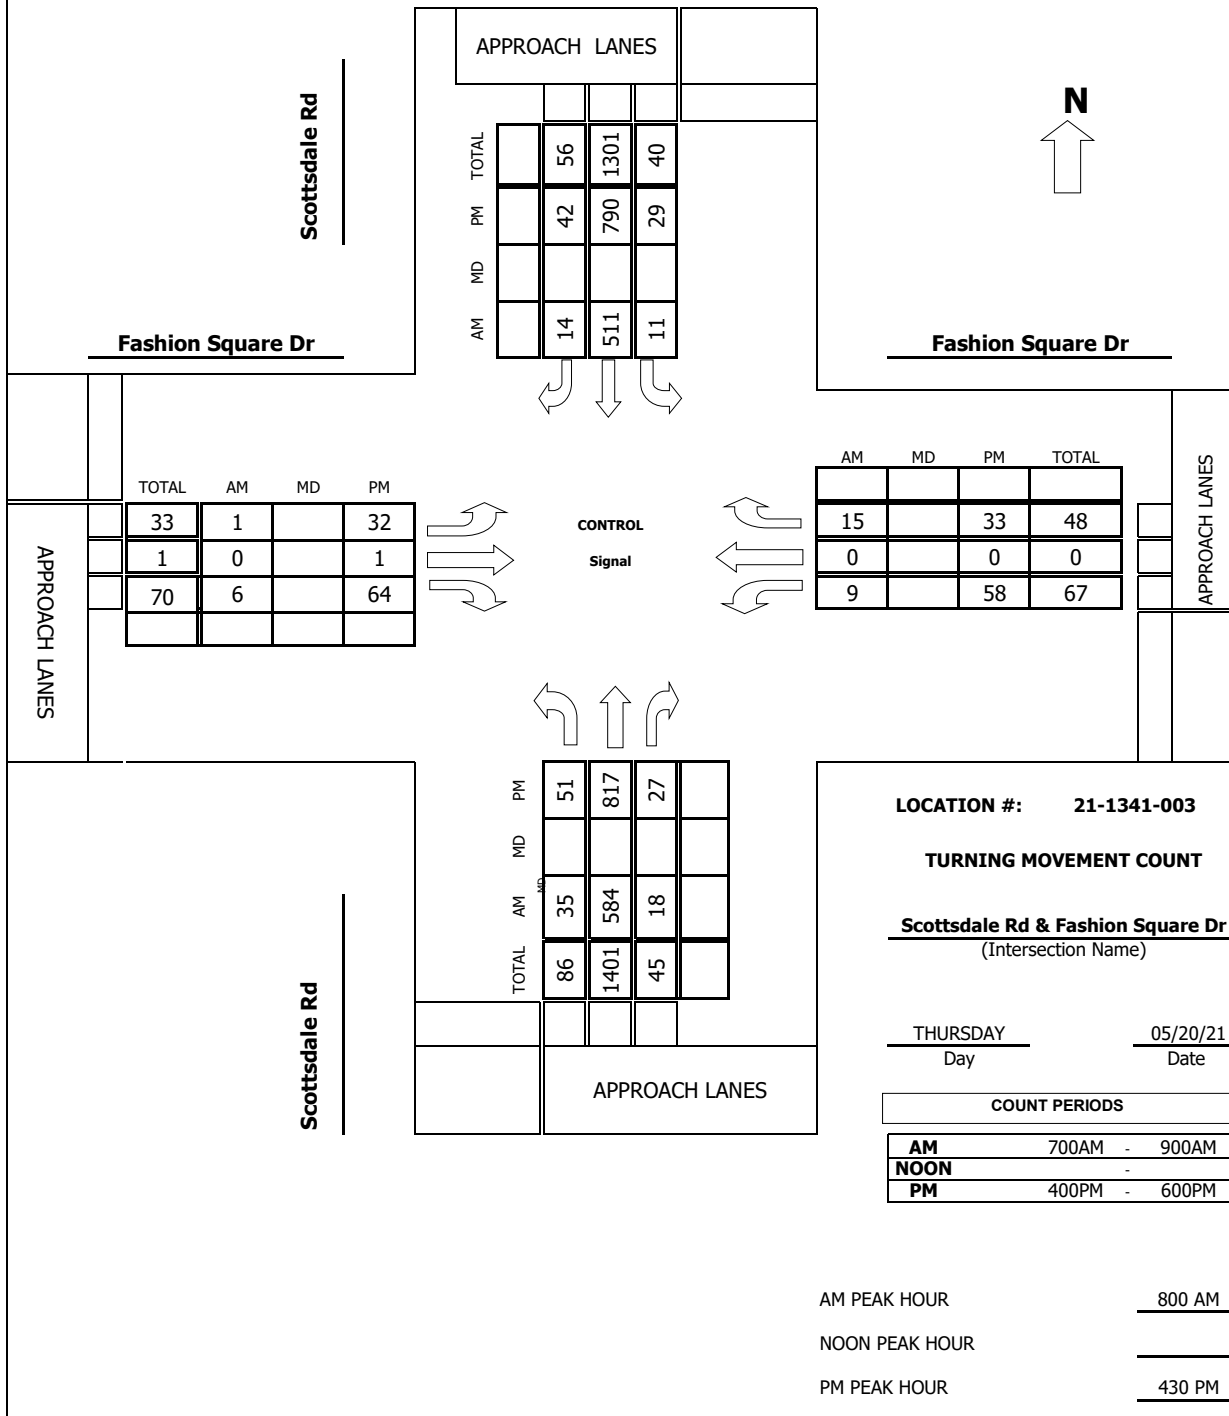 APPROACH LANES
N
Scottsdale Rd
TOTAL 56 1301 40
PM 42 790 29
MD
AM 14 511 11
Fashion Square Dr
Fashion Square Dr
TOTAL AM MD PM
33 1 32
1 0 1
70 6 64
APPROACH LANES
CONTROL
Signal
AM MD PM TOTAL
15 33 48
0 0 0
9 58 67
APPROACH LANES
PM 51 817 27
MD
MD
AM 35 584 18
TOTAL 86 1401 45
APPROACH LANES
Scottsdale Rd
LOCATION #: 21-1341-003
TURNING MOVEMENT COUNT
Scottsdale Rd & Fashion Square Dr
(Intersection Name)
THURSDAY 05/20/21
Day Date
COUNT PERIODS
AM 700AM - 900AM
NOON -
PM 400PM - 600PM
AM PEAK HOUR 800 AM
NOON PEAK HOUR
PM PEAK HOUR 430 PM